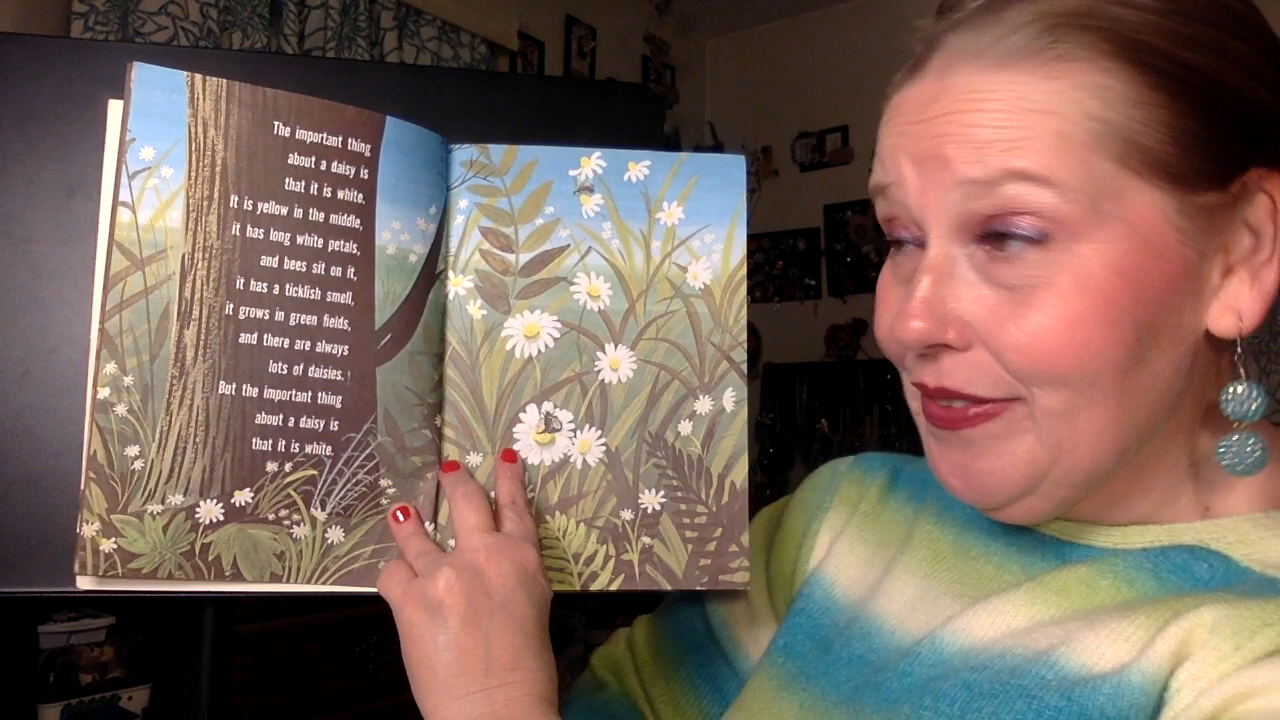 The important thing
about a daisy is
that it is white.
It is yellow in the middle,
it has long white petals,
and bees sit on it,
it has a ticklish smell,
it grows in green fields,
and there are always
lots of daisies.
But the important thing
about a daisy is
that it is white.